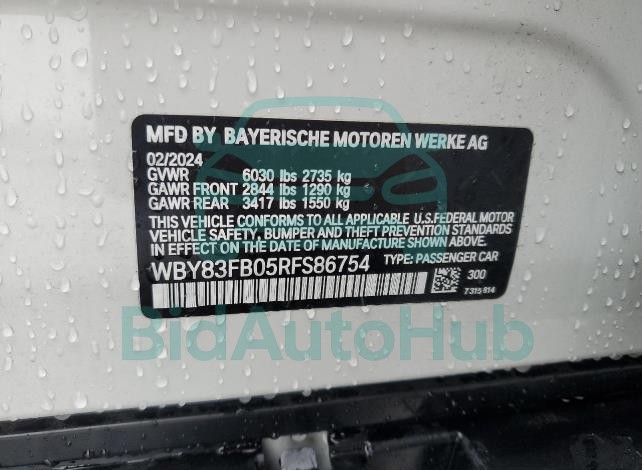 MFD BY BAYERISCHE MOTOREN WERKE AG
02/2024
GVWR 6030 lbs 2735 kg
GAWR FRONT 2844 lbs 1290 kg
GAWR REAR 3417 lbs 1550 kg
THIS VEHICLE CONFORMS TO ALL APPLICABLE U.S.FEDERAL MOTOR
VEHICLE SAFETY, BUMPER AND THEFT PREVENTION STANDARDS
IN EFFECT ON THE DATE OF MANUFACTURE SHOWN ABOVE.
WBY83FB05RFS86754 TYPE: PASSENGER CAR
300
7315 814
BidAutoHub